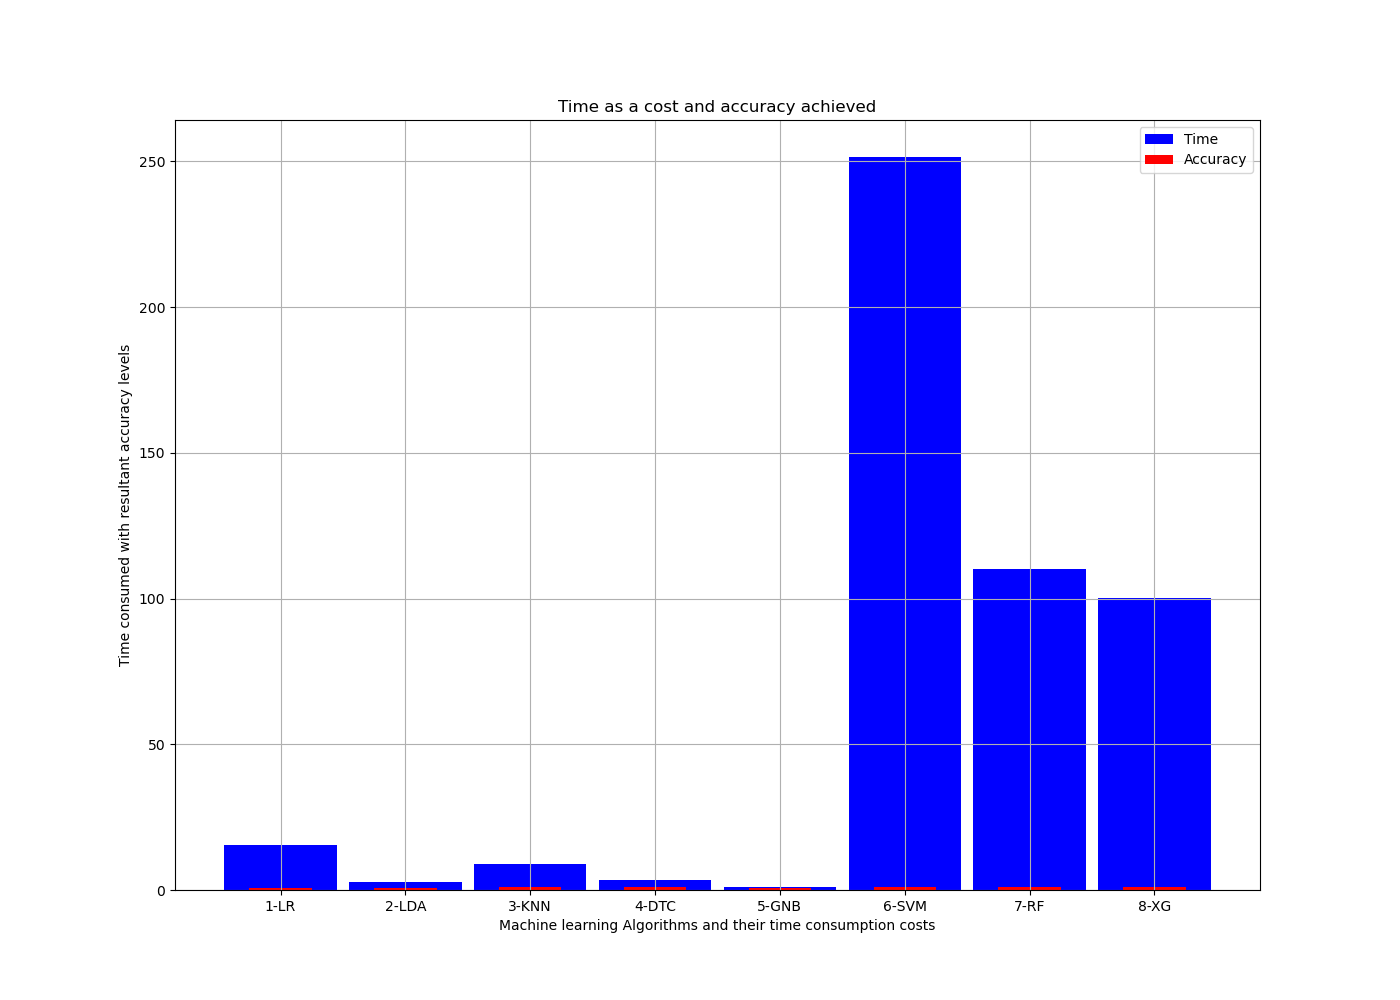 Time as a cost and accuracy achieved
Time
Accuracy
250
200
150
100
50
0
Time consumed with resultant accuracy levels
1-LR 2-LDA 3-KNN 4-DTC 5-GNB 6-SVM 7-RF 8-XG
Machine learning Algorithms and their time consumption costs